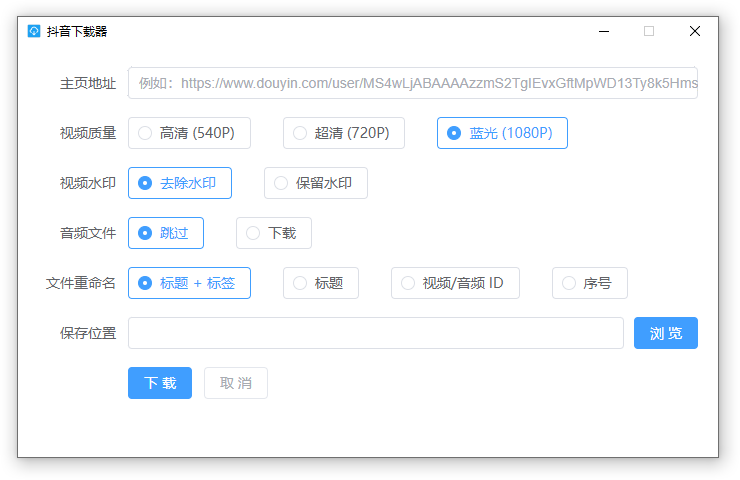 抖音下载器
主页地址 例如：https://www.douyin.com/user/MS4wLjABAAAAzzmS2TgIEvxGftMpWD13Ty8k5Hms
视频质量 高清 (540P) 超清 (720P) 蓝光 (1080P)
视频水印 去除水印 保留水印
音频文件 跳过 下载
文件重命名 标题 + 标签 标题 视频/音频 ID 序号
保存位置 浏 览
下 载 取 消